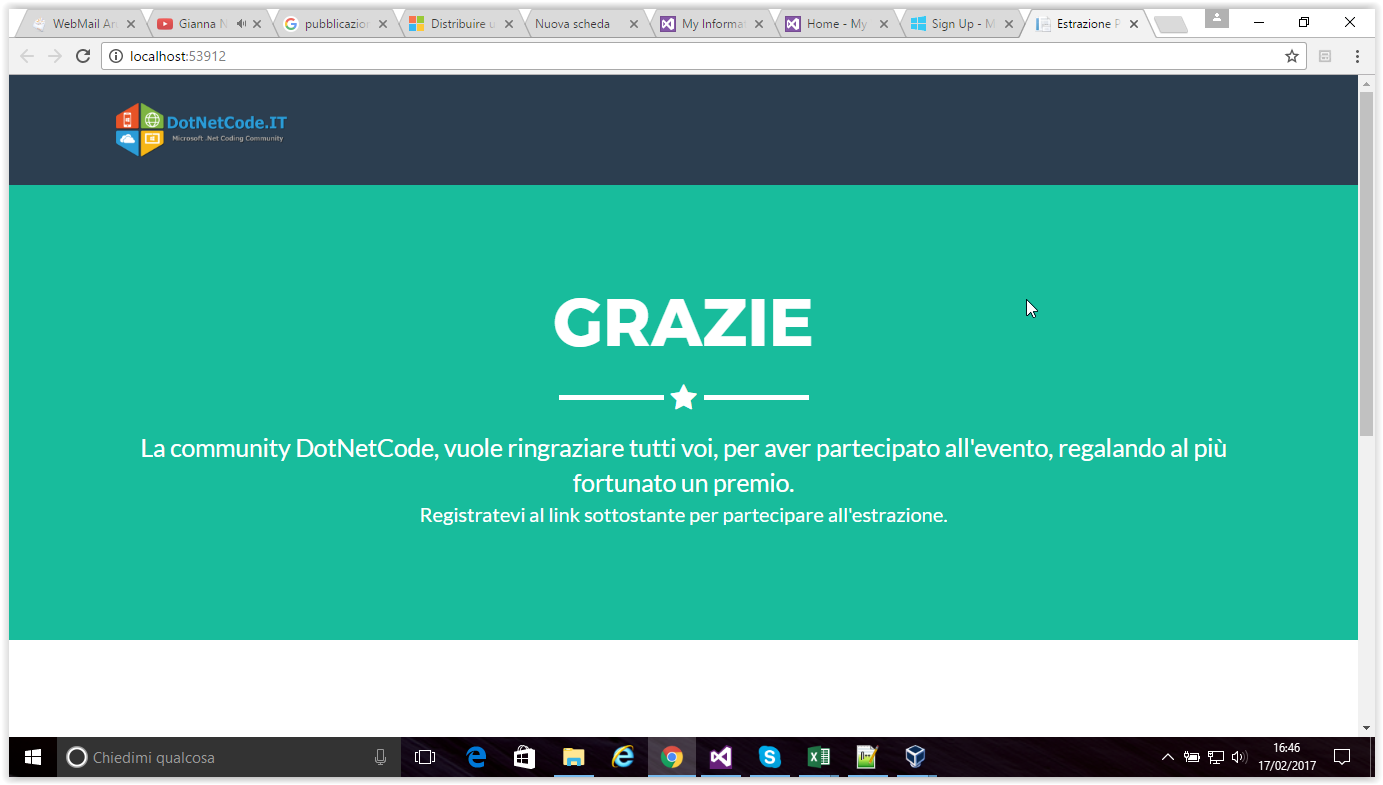 WebMail Ar
Gianna N
pubblicazion
Distribuire u
Nuova scheda
My Informat
Home - My
Sign Up - M
Estrazione P
localhost:53912
DotNetCode.IT
Microsoft .Net Coding Community
GRAZIE
La community DotNetCode, vuole ringraziare tutti voi, per aver partecipato all'evento, regalando al più
fortunato un premio.
Registratevi al link sottostante per partecipare all'estrazione.
Chiedimi qualcosa
16:46
17/02/2017